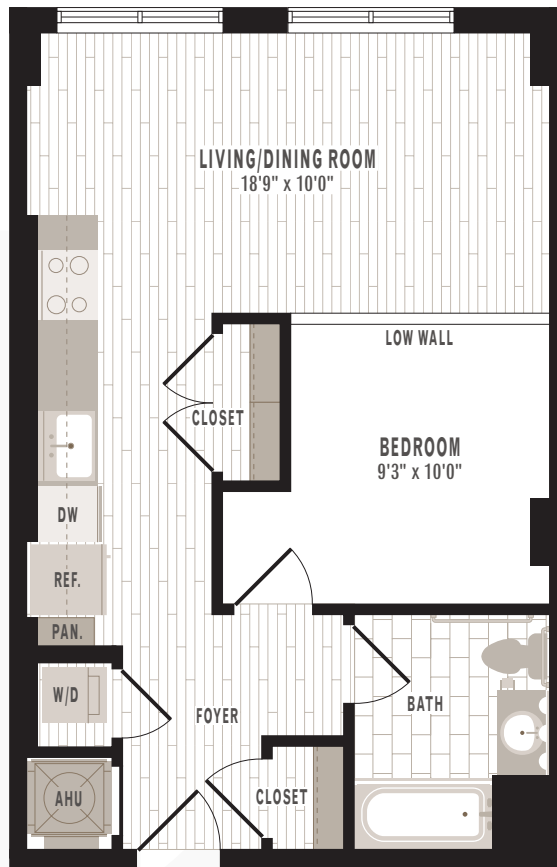 LIVING/DINING ROOM
18'9" x 10'0"
LOW WALL
CLOSET
BEDROOM
9'3" x 10'0"
DW
REF.
PAN.
W/D
FOYER
BATH
AHU
CLOSET